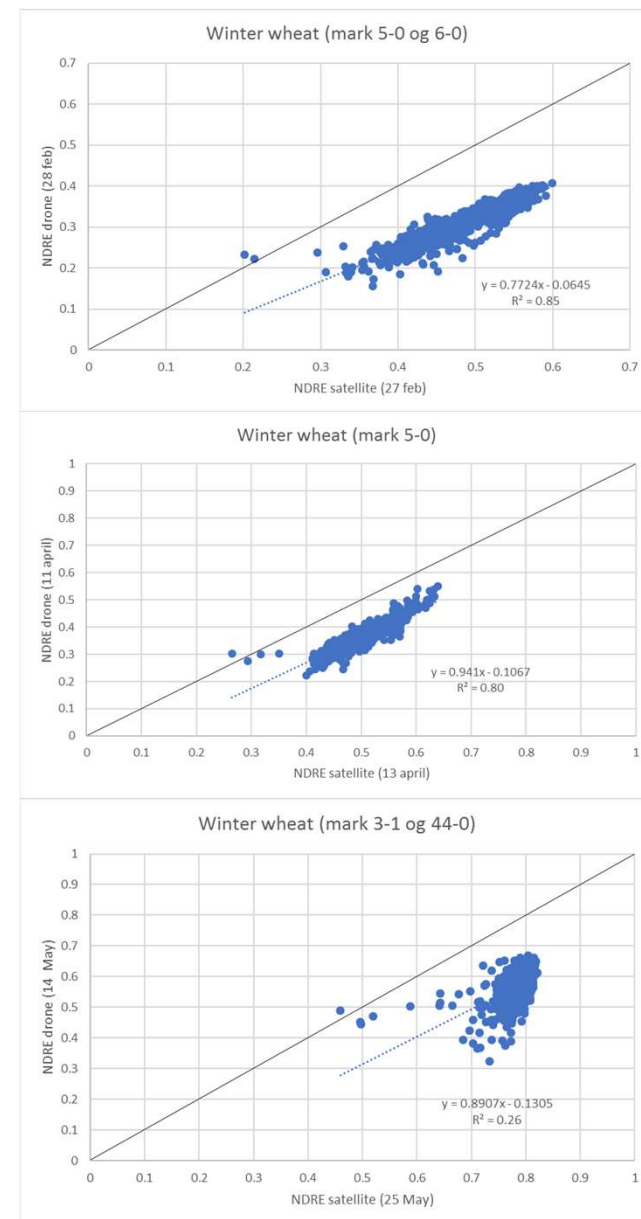 Winter wheat (mark 5-0 og 6-0)
0.7
0.6
0.5
0.4
0.3
0.2
0.1
0
NDRE drone (28 feb)
y = 0.7724x - 0.0645
R² = 0.85
0 0.1 0.2 0.3 0.4 0.5 0.6 0.7
NDRE satellite (27 feb)
Winter wheat (mark 5-0)
1
0.9
0.8
0.7
0.6
0.5
0.4
0.3
0.2
0.1
0
NDRE drone (11 april)
y = 0.941x - 0.1067
R² = 0.80
0 0.1 0.2 0.3 0.4 0.5 0.6 0.7 0.8 0.9 1
NDRE satellite (13 april)
Winter wheat (mark 3-1 og 44-0)
1
0.9
0.8
0.7
0.6
0.5
0.4
0.3
0.2
0.1
0
NDRE drone (14 May)
y = 0.8907x - 0.1305
R² = 0.26
0 0.1 0.2 0.3 0.4 0.5 0.6 0.7 0.8 0.9 1
NDRE satellite (25 May)